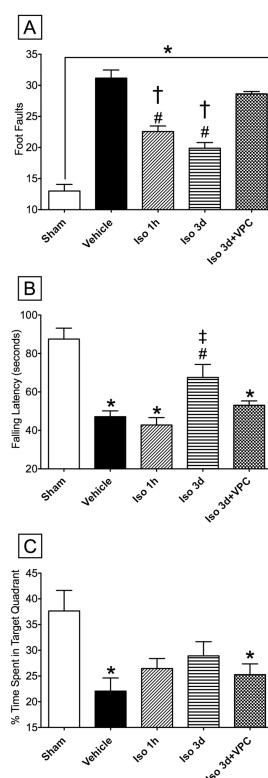 A
*
Foot Faults
35
30
25
20
15
10
†
#
†
#
Sham
Vehicle
Iso 1h
Iso 3d
Iso 3d+VPC
B
Falling Latency (seconds)
100
80
60
40
20
*
*
‡
#
*
Sham
Vehicle
Iso 1h
Iso 3d
Iso 3d+VPC
C
% Time Spent in Target Quadrant
45
40
35
30
25
20
15
*
*
Sham
Vehicle
Iso 1h
Iso 3d
Iso 3d+VPC